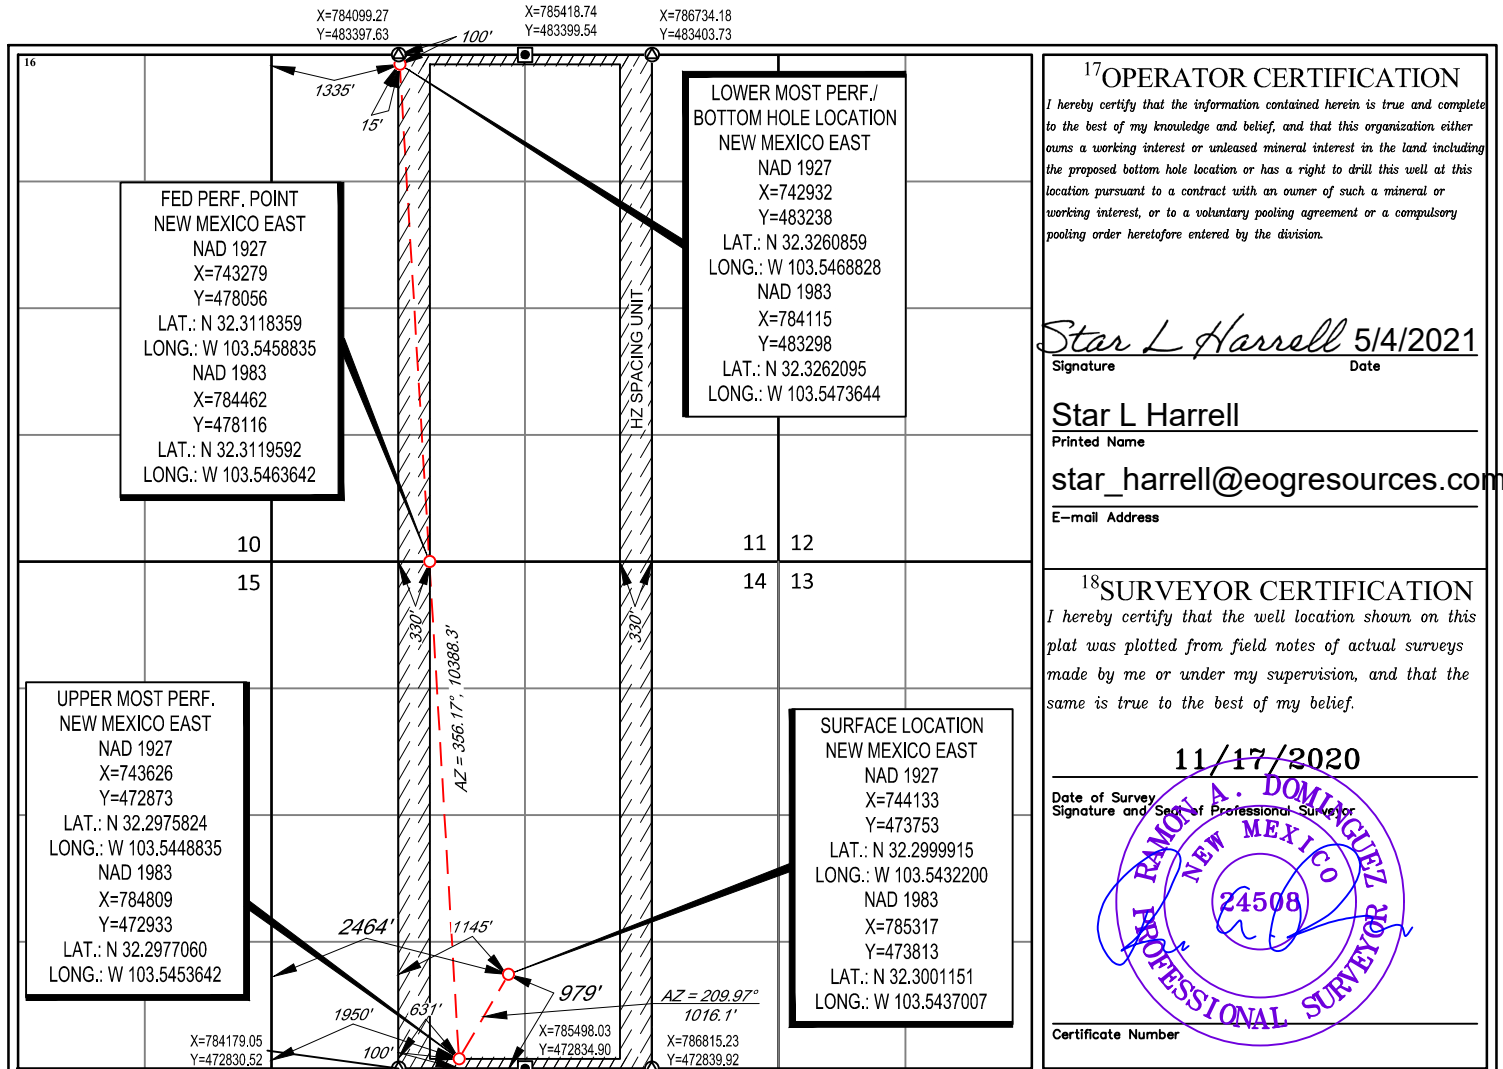 X=784099.27
Y=483397.63
X=785418.74
Y=483399.54
X=786734.18
Y=483403.73
100'
16
1335'
15'
LOWER MOST PERF./
BOTTOM HOLE LOCATION
NEW MEXICO EAST
NAD 1927
X=742932
Y=483238
LAT.: N 32.3260859
LONG.: W 103.5468828
NAD 1983
X=784115
Y=483298
LAT.: N 32.3262095
LONG.: W 103.5473644
FED PERF. POINT
NEW MEXICO EAST
NAD 1927
X=743279
Y=478056
LAT.: N 32.3118359
LONG.: W 103.5458835
NAD 1983
X=784462
Y=478116
LAT.: N 32.3119592
LONG.: W 103.5463642
HZ SPACING UNIT
10
11
12
15
14
13
330'
330'
AZ = 356.17°, 10388.3'
UPPER MOST PERF.
NEW MEXICO EAST
NAD 1927
X=743626
Y=472873
LAT.: N 32.2975824
LONG.: W 103.5448835
NAD 1983
X=784809
Y=472933
LAT.: N 32.2977060
LONG.: W 103.5453642
SURFACE LOCATION
NEW MEXICO EAST
NAD 1927
X=744133
Y=473753
LAT.: N 32.2999915
LONG.: W 103.5432200
NAD 1983
X=785317
Y=473813
LAT.: N 32.3001151
LONG.: W 103.5437007
2464'
1145'
979'
AZ = 209.97°
1016.1'
1950'
631'
100'
X=784179.05
Y=472830.52
X=785498.03
Y=472834.90
X=786815.23
Y=472839.92
17OPERATOR CERTIFICATION
I hereby certify that the information contained herein is true and complete
to the best of my knowledge and belief, and that this organization either
owns a working interest or unleased mineral interest in the land including
the proposed bottom hole location or has a right to drill this well at this
location pursuant to a contract with an owner of such a mineral or
working interest, or to a voluntary pooling agreement or a compulsory
pooling order heretofore entered by the division.
Star L Harrell 5/4/2021
Signature Date
Star L Harrell
Printed Name
star_harrell@eogresources.com
E-mail Address
18SURVEYOR CERTIFICATION
I hereby certify that the well location shown on this
plat was plotted from field notes of actual surveys
made by me or under my supervision, and that the
same is true to the best of my belief.
11/17/2020
Date of Survey
Signature and Seal of Professional Surveyor
RAMON A. DOMINGUEZ
NEW MEXICO
24508
PROFESSIONAL SURVEYOR
Certificate Number